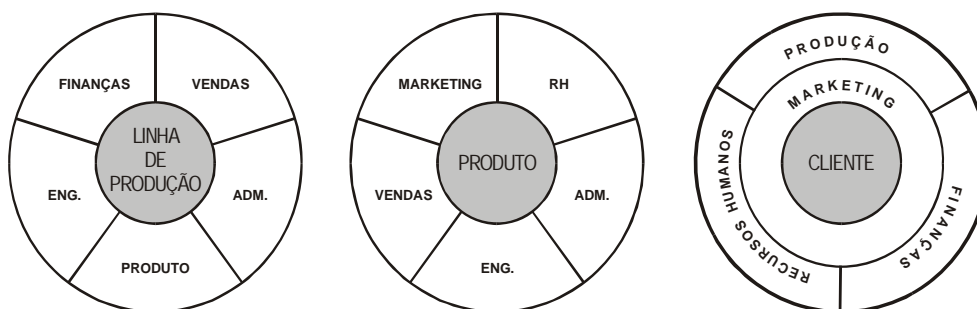 FINANÇAS
VENDAS
LINHA
DE
PRODUÇÃO
ENG.
ADM.
PRODUTO
MARKETING
RH
PRODUTO
VENDAS
ADM.
ENG.
PRODUÇÃO
MARKETING
CLIENTE
RECURSOS HUMANOS
FINANÇAS